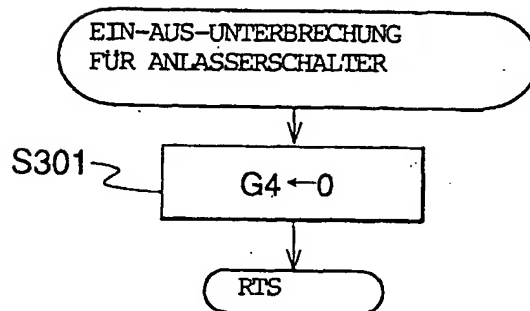 EIN-AUS-UNTERBRECHUNG
FÜR ANLASSERSCHALTER
S301
G4←0
RTS